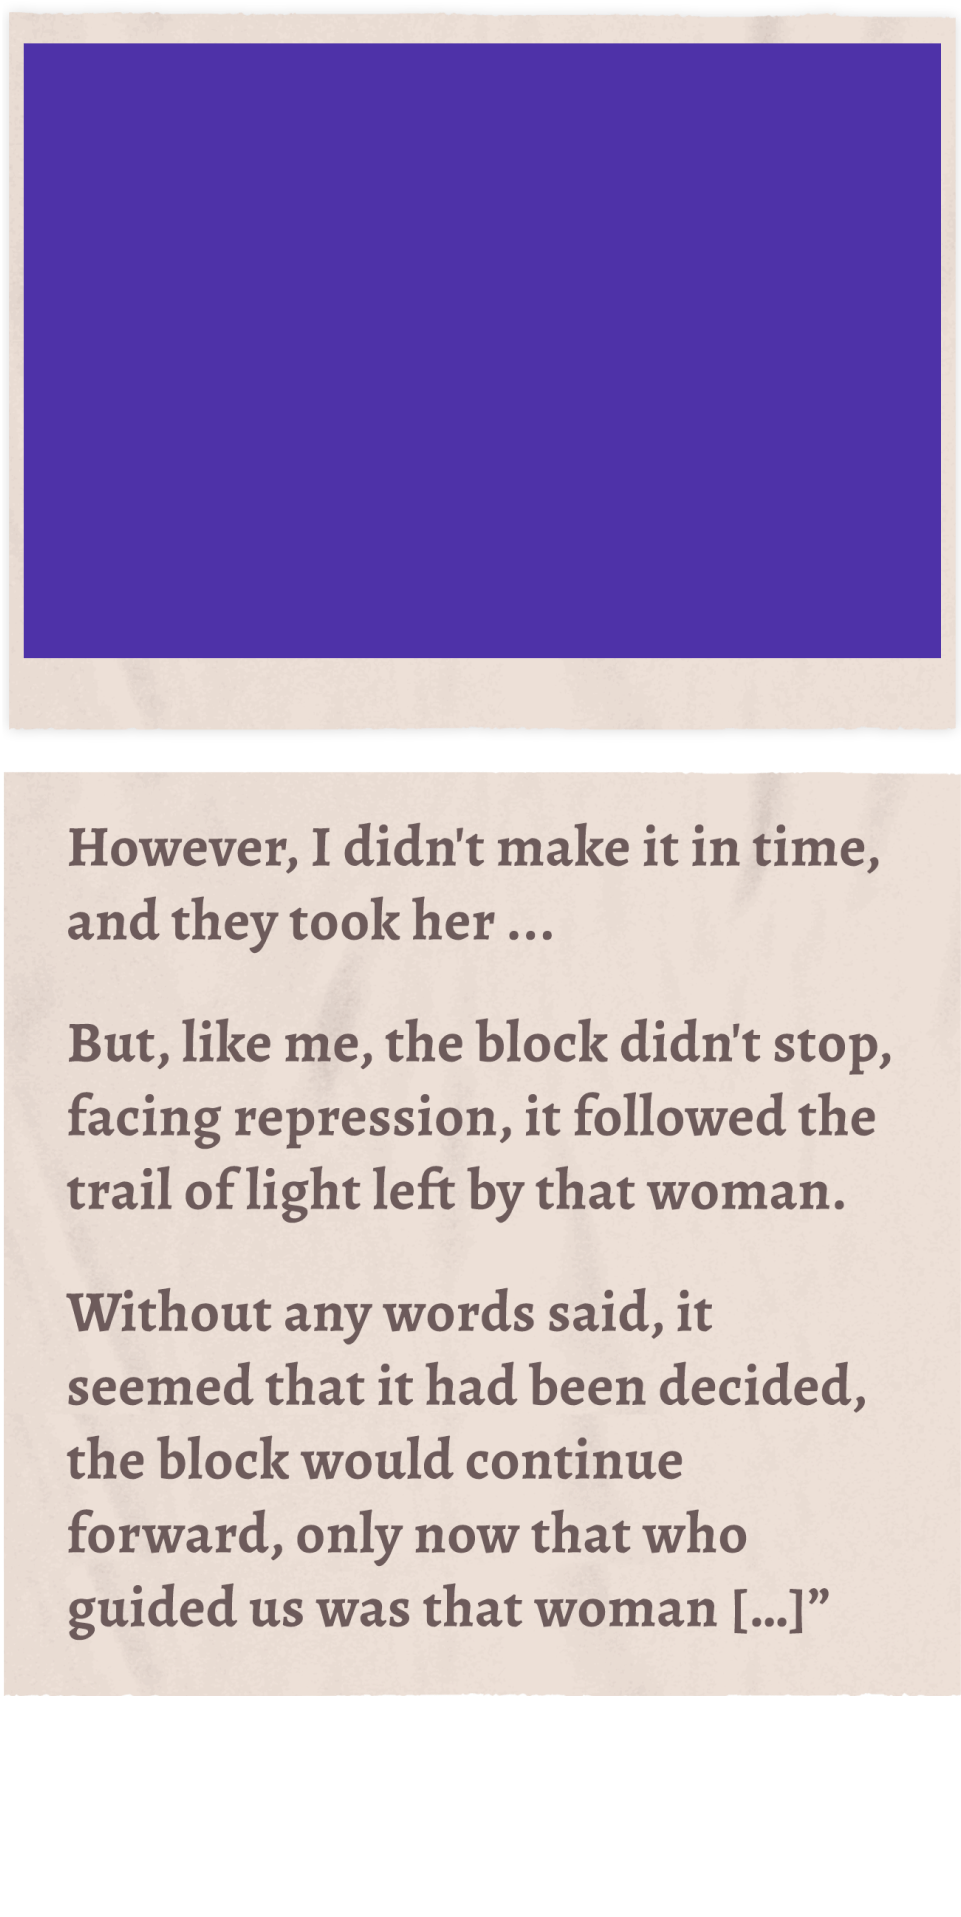 However, I didn't make it in time,
and they took her ...
But, like me, the block didn't stop,
facing repression, it followed the
trail of light left by that woman.
Without any words said, it
seemed that it had been decided,
the block would continue
forward, only now that who
guided us was that woman [...]”